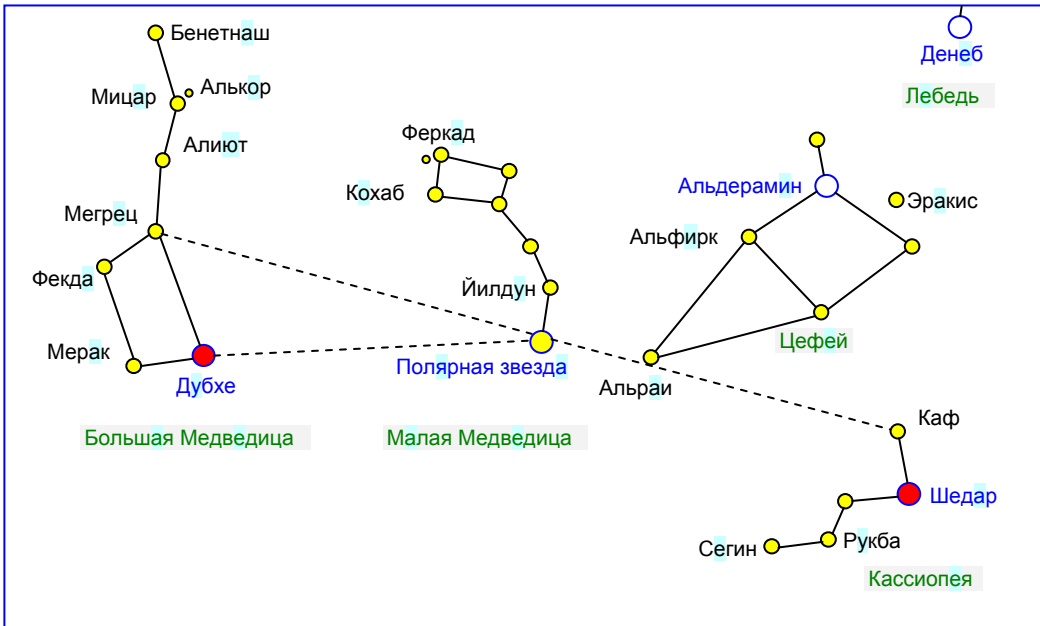 Бенетнаш
Денеб
Мицар
Алькор
Лебедь
Алиют
Феркад
Кохаб
Альдерамин
Эракис
Мегрец
Альфирк
Фекда
Йилдун
Мерак
Цефей
Дубхе
Полярная звезда
Альраи
Большая Медведица
Малая Медведица
Каф
Шедар
Рукба
Сегин
Кассиопея